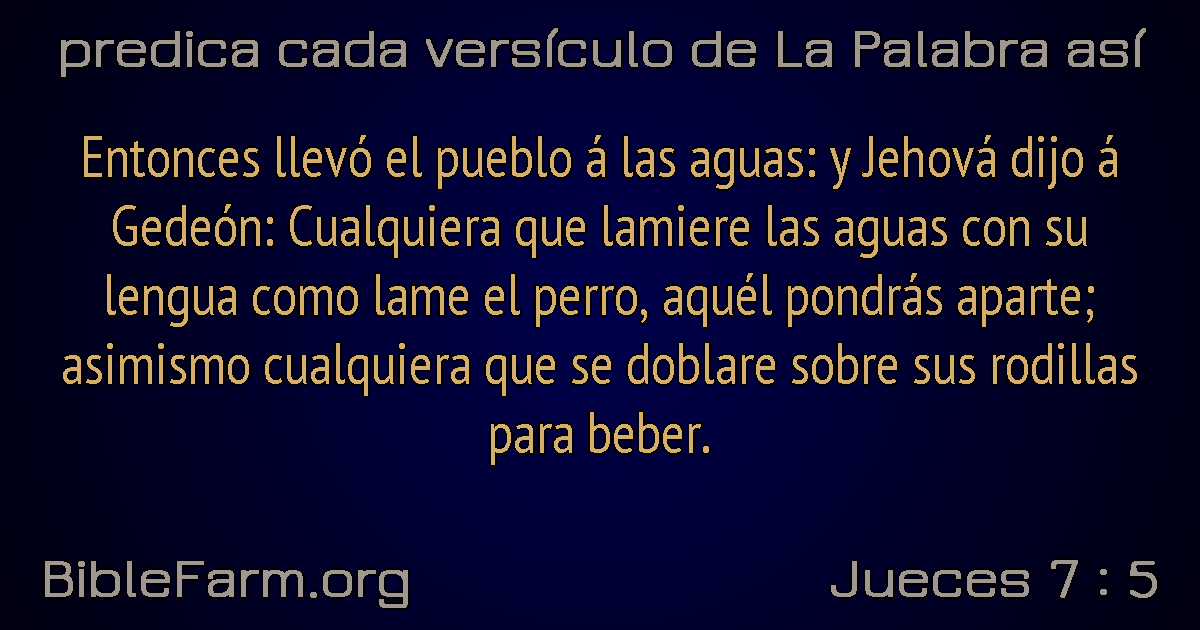 predica cada versículo de La Palabra así
Entonces llevó el pueblo á las aguas: y Jehová dijo á
Gedeón: Cualquiera que lamiere las aguas con su
lengua como lame el perro, aquél pondrás aparte;
asimismo cualquiera que se doblare sobre sus rodillas
para beber.
BibleFarm.org
Jueces 7 : 5